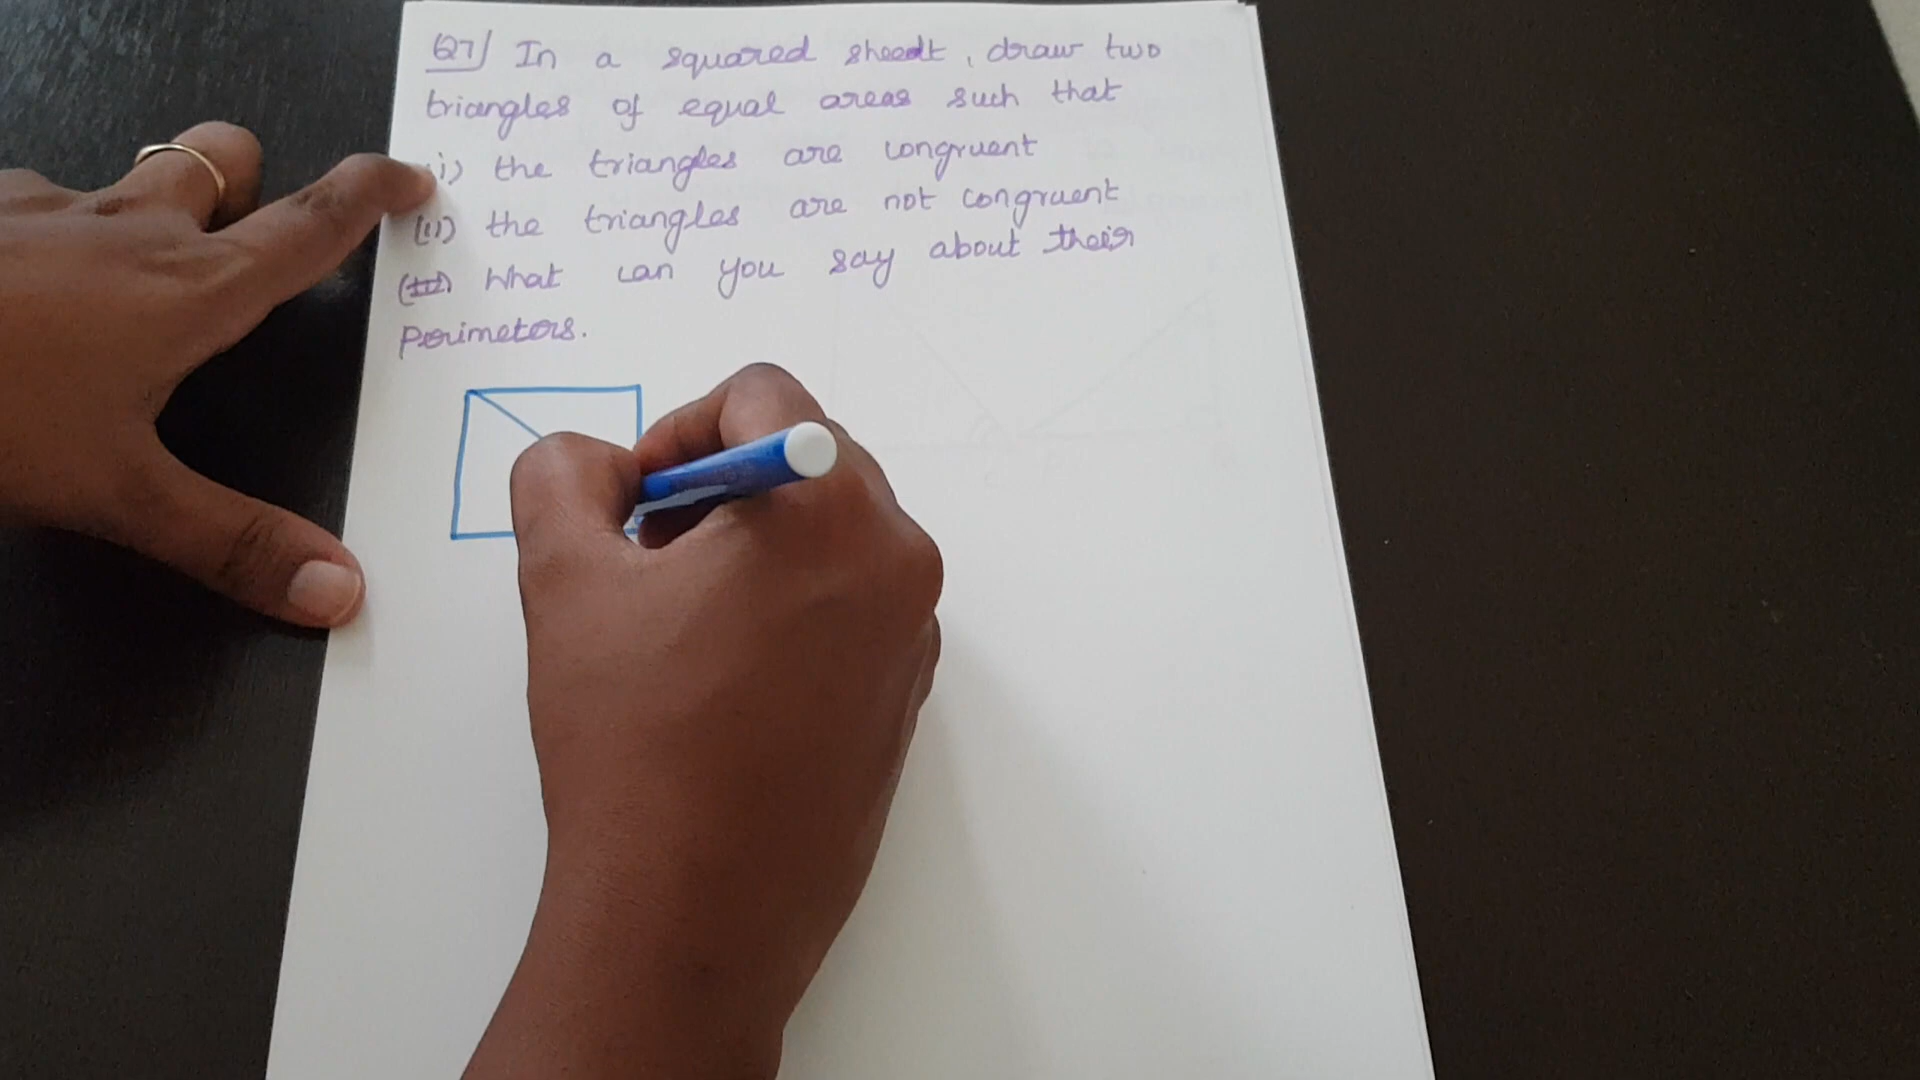 Q7) In a squared sheedt, draw two
triangles of equal areas such that
(i) the triangles are congruent
(ii) the triangles are not congruent
(iii) What can you say about their
Perimeters.